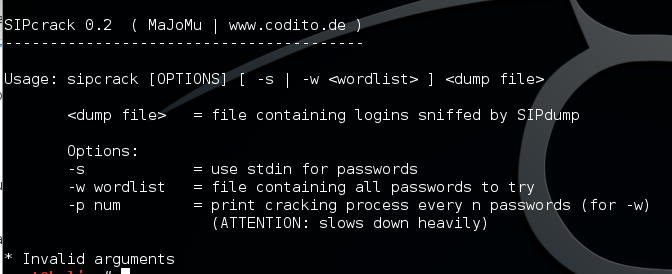 SIPcrack 0.2  ( MaJoMu | www.codito.de )
----------------------------------------
Usage: sipcrack [OPTIONS] [ -s | -w <wordlist> ] <dump file>
<dump file>   = file containing logins sniffed by SIPdump
Options:
-s            = use stdin for passwords
-w wordlist   = file containing all passwords to try
-p num        = print cracking process every n passwords (for -w)
(ATTENTION: slows down heavily)
* Invalid arguments